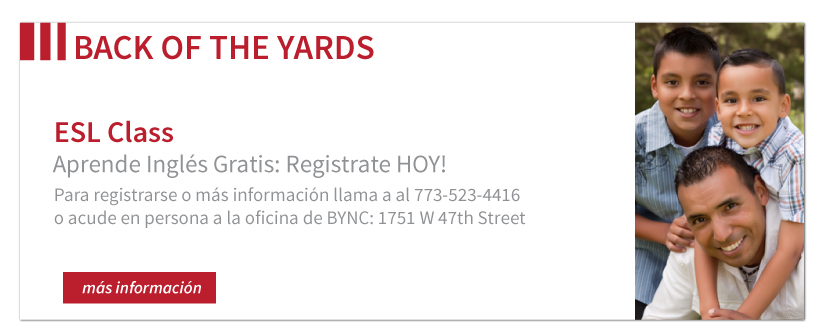 BACK OF THE YARDS
ESL Class
Aprende Inglés Gratis: Registrate HOY!
Para registrarse o más información llama a al 773-523-4416
o acude en persona a la oficina de BYNC: 1751 W 47th Street
más información